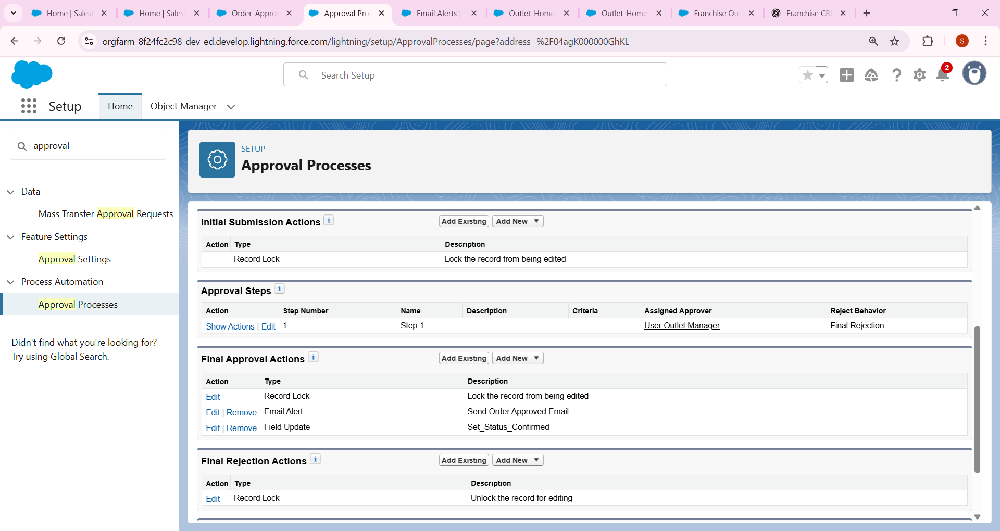 Home | Sales
Home | Sales
Order_Appro
Approval Pro
Email Alerts |
Outlet_Home
Outlet_Home
Franchise Ou
Franchise CR
orgfarm-8f24fc2c98-dev-ed.develop.lightning.force.com/lightning/setup/ApprovalProcesses/page?address=%2F04agK000000GhKL
S
Search Setup
2
Setup
Home
Object Manager
approval
Data
Mass Transfer Approval Requests
Feature Settings
Approval Settings
Process Automation
Approval Processes
Didn't find what you're looking for?
Try using Global Search.
SETUP
Approval Processes
Initial Submission Actions i Add Existing Add New
Action Type Description
Record Lock Lock the record from being edited
Approval Steps i
Action Step Number Name Description Criteria Assigned Approver Reject Behavior
Show Actions | Edit 1 Step 1 User:Outlet Manager Final Rejection
Final Approval Actions i Add Existing Add New
Action Type Description
Edit Record Lock Lock the record from being edited
Edit | Remove Email Alert Send Order Approved Email
Edit | Remove Field Update Set_Status_Confirmed
Final Rejection Actions i Add Existing Add New
Action Type Description
Edit Record Lock Unlock the record for editing